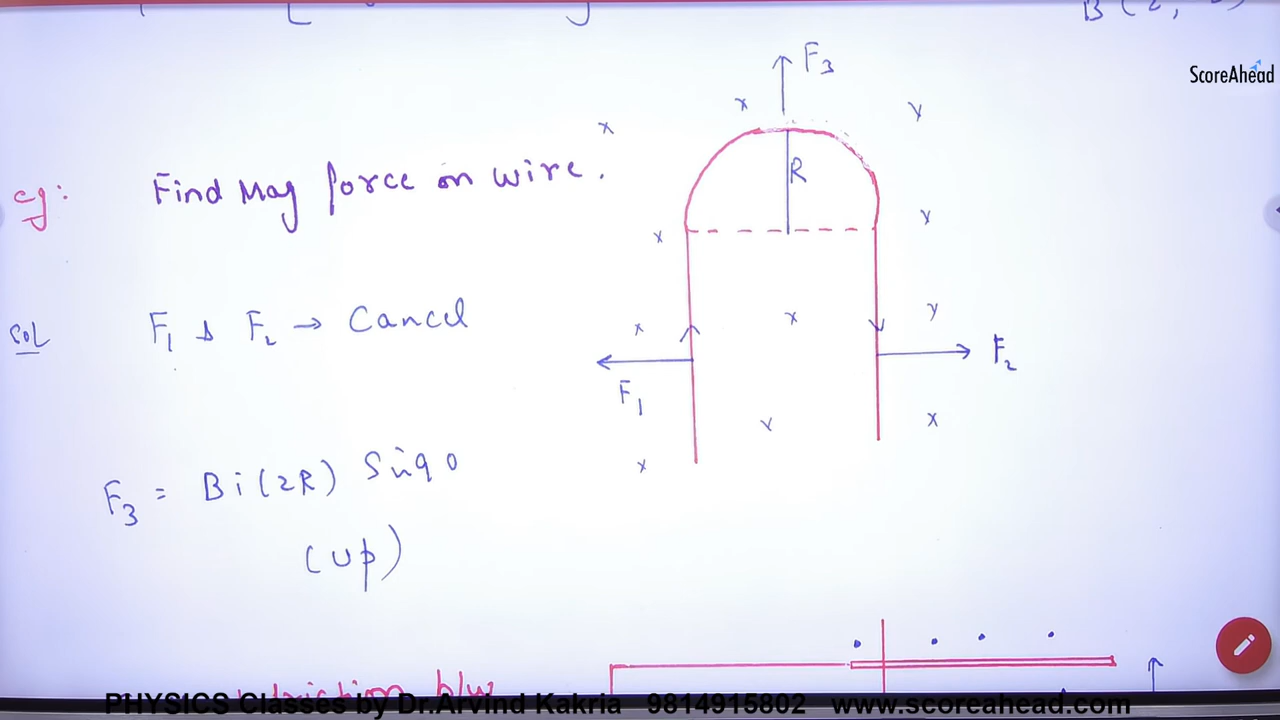 ScoreAhead
F3
x x x
eg: Find Mag force on wire.
R
x x
Sol F1 & F2 → Cancel
x x x
F1 F2
x x x
F3 = Bi(2R) Sin90
(up)
PHYSICS Classes by Dr.Arvind Kakria 9814915802 www.scoreahead.com